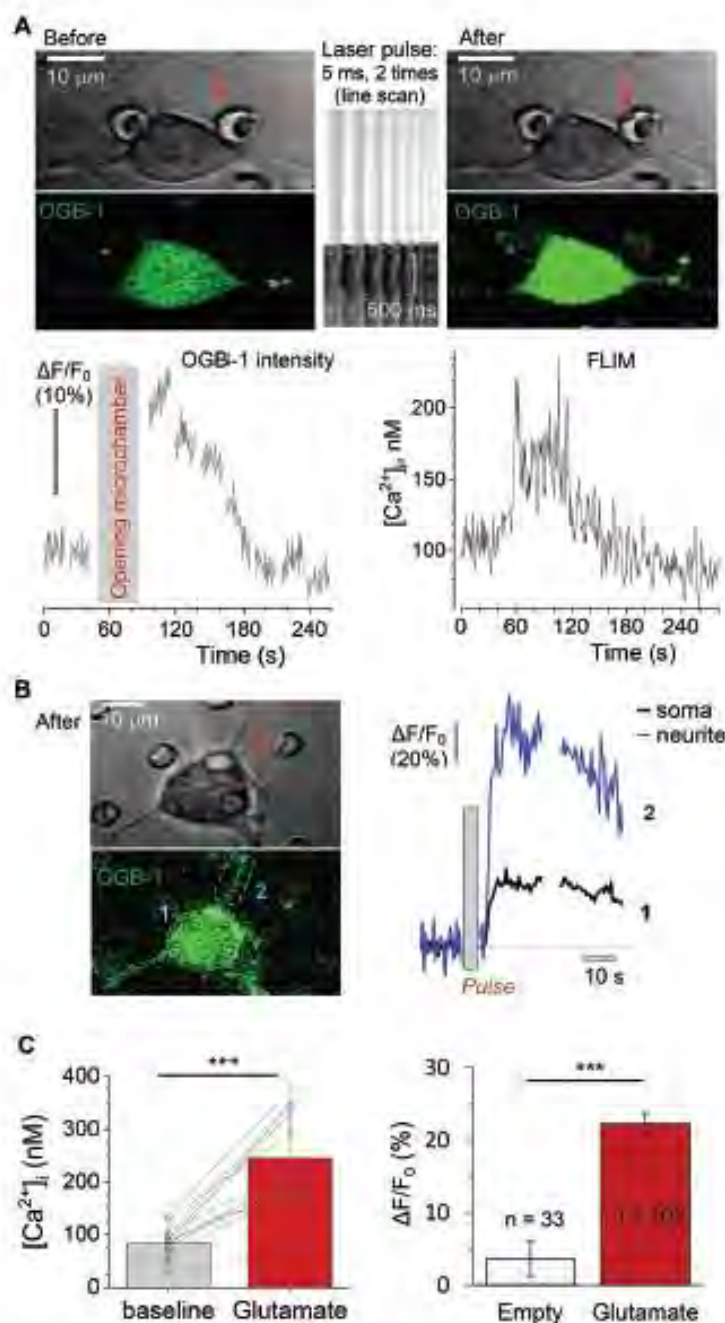 A
Before
10 μm
Laser pulse:
5 ms, 2 times
(line scan)
After
10 μm
OGB-1
500 ms
OGB-1
ΔF/F₀
(10%)
OGB-1 intensity
Opening microchamber
0 60 120 180 240
Time (s)
FLIM
[Ca²⁺]ᵢ, nM
200
150
100
0 60 120 180 240
Time (s)
B
After
10 μm
OGB-1
1
2
ΔF/F₀
(20%)
soma
neurite
2
1
10 s
Pulse
C
[Ca²⁺]ᵢ (nM)
400
300
200
100
0
***
baseline Glutamate
ΔF/F₀ (%)
30
20
10
0
***
n = 33
Empty Glutamate